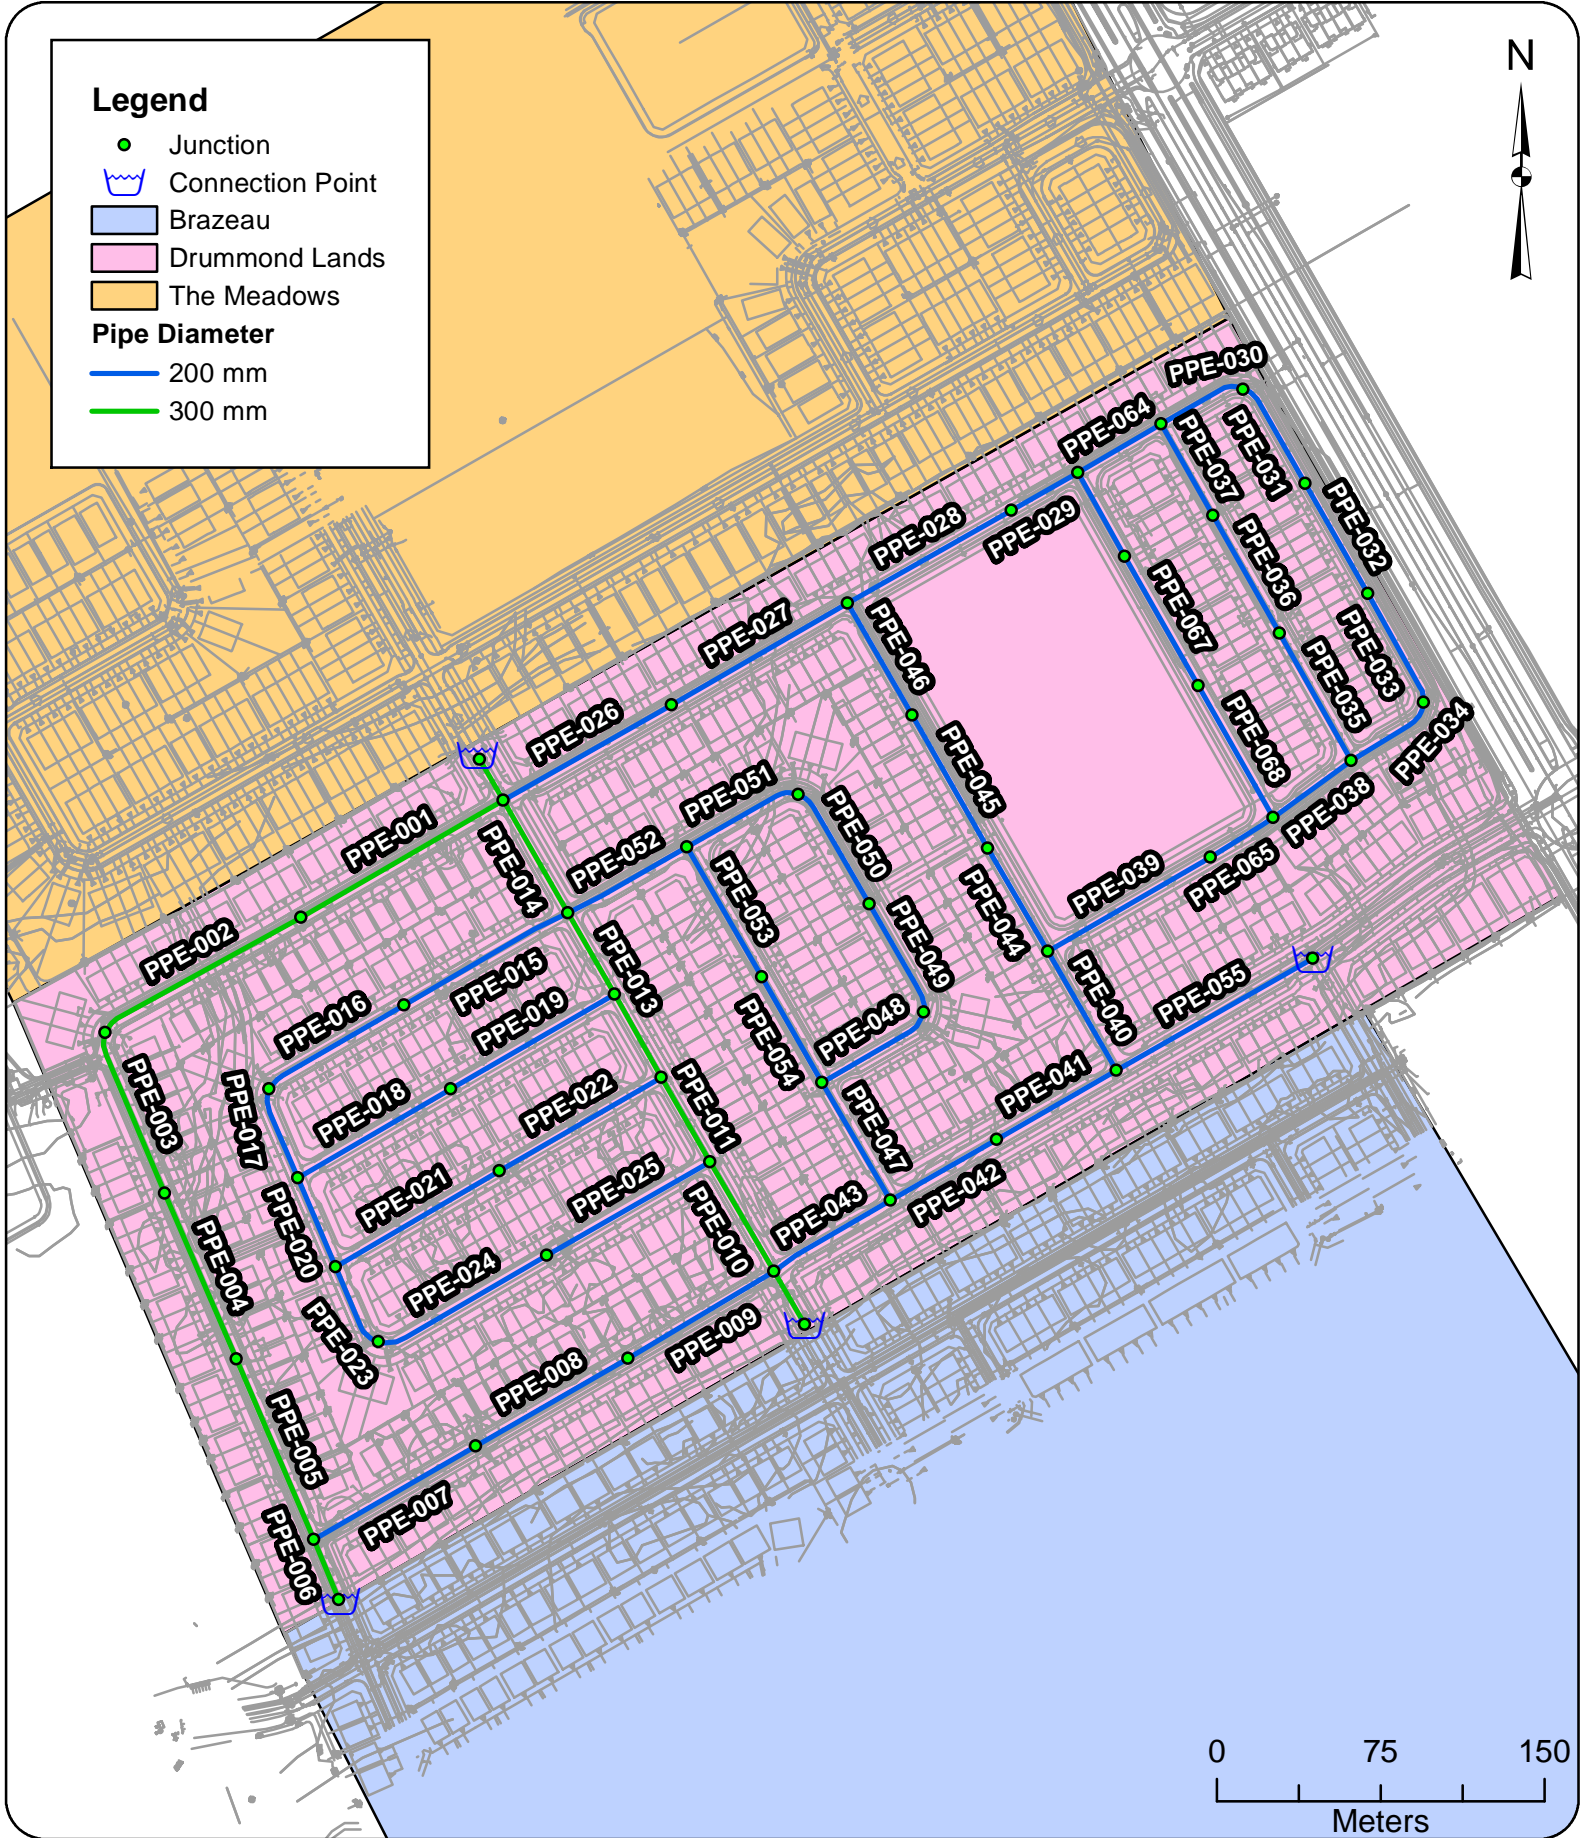 N
Legend
Junction
Connection Point
Brazeau
Drummond Lands
The Meadows
Pipe Diameter
200 mm
300 mm
PPE-030
PPE-064
PPE-037
PPE-031
PPE-032
PPE-028
PPE-029
PPE-036
PPE-067
PPE-027
PPE-046
PPE-033
PPE-035
PPE-034
PPE-068
PPE-026
PPE-045
PPE-051
PPE-050
PPE-001
PPE-014
PPE-052
PPE-038
PPE-065
PPE-039
PPE-053
PPE-044
PPE-002
PPE-013
PPE-049
PPE-015
PPE-016
PPE-019
PPE-055
PPE-040
PPE-048
PPE-054
PPE-003
PPE-017
PPE-018
PPE-022
PPE-011
PPE-041
PPE-047
PPE-021
PPE-025
PPE-042
PPE-020
PPE-010
PPE-043
PPE-004
PPE-024
PPE-023
PPE-009
PPE-008
PPE-005
PPE-007
PPE-006
0 75 150
Meters